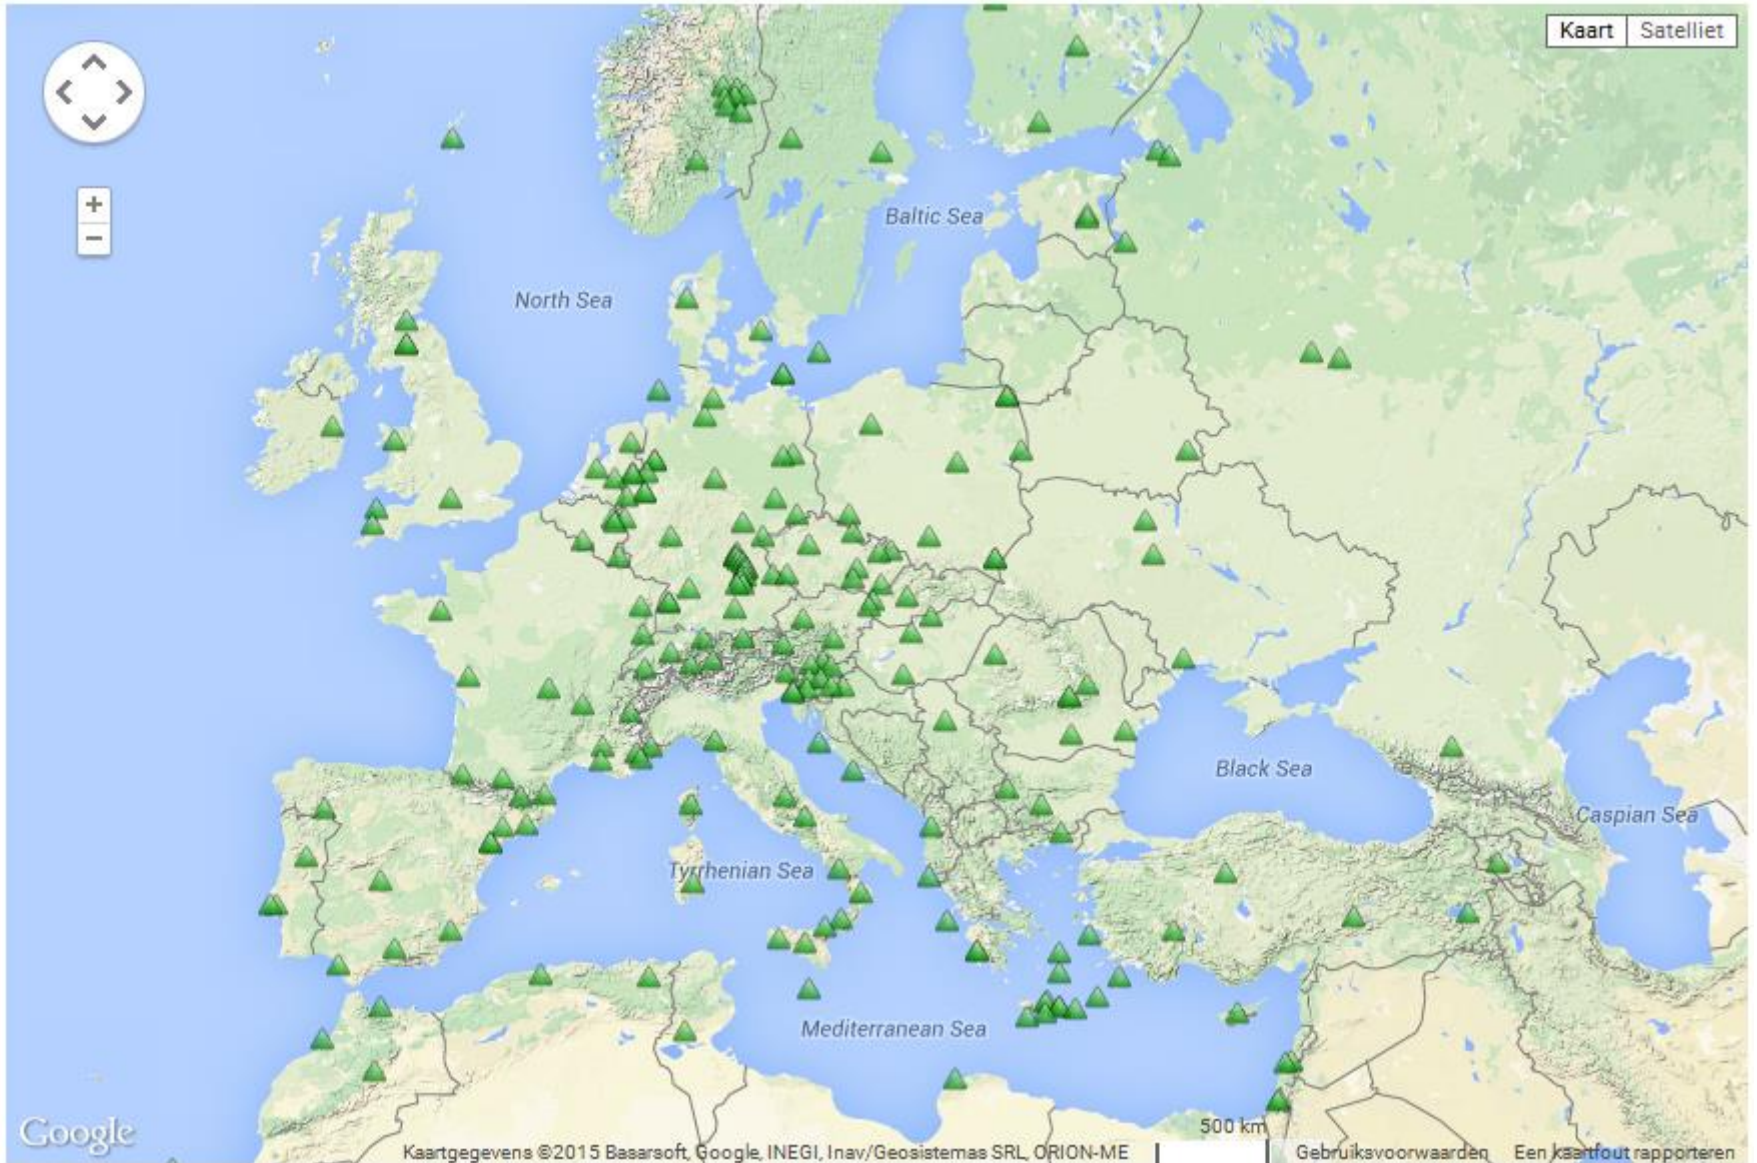 Kaart Satelliet
+
−
Baltic Sea
North Sea
Black Sea
Caspian Sea
Tyrrhenian Sea
Mediterranean Sea
500 km
Google
Kaartgegevens ©2015 Basarsoft, Google, INEGI, Inav/Geosistemas SRL, ORION-ME
Gebruiksvoorwaarden Een kaartfout rapporteren